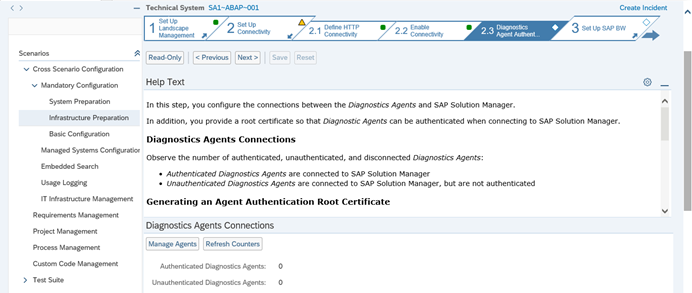 Technical System SA1~ABAP~001
Create Incident
1 Set Up Landscape Management
2 Set Up Connectivity
2.1 Define HTTP Connectivity
2.2 Enable Connectivity
2.3 Diagnostics Agent Authent...
3 Set Up SAP BW
Read-Only
< Previous
Next >
Save
Reset
Scenarios
Cross Scenario Configuration
Mandatory Configuration
System Preparation
Infrastructure Preparation
Basic Configuration
Managed Systems Configuration
Embedded Search
Usage Logging
IT Infrastructure Management
Requirements Management
Project Management
Process Management
Custom Code Management
Test Suite
Help Text
In this step, you configure the connections between the Diagnostics Agents and SAP Solution Manager.
In addition, you provide a root certificate so that Diagnostic Agents can be authenticated when connecting to SAP Solution Manager.
Diagnostics Agents Connections
Observe the number of authenticated, unauthenticated, and disconnected Diagnostics Agents:
• Authenticated Diagnostics Agents are connected to SAP Solution Manager
• Unauthenticated Diagnostics Agents are connected to SAP Solution Manager, but are not authenticated
Generating an Agent Authentication Root Certificate
Diagnostics Agents Connections
Manage Agents
Refresh Counters
Authenticated Diagnostics Agents: 0
Unauthenticated Diagnostics Agents: 0